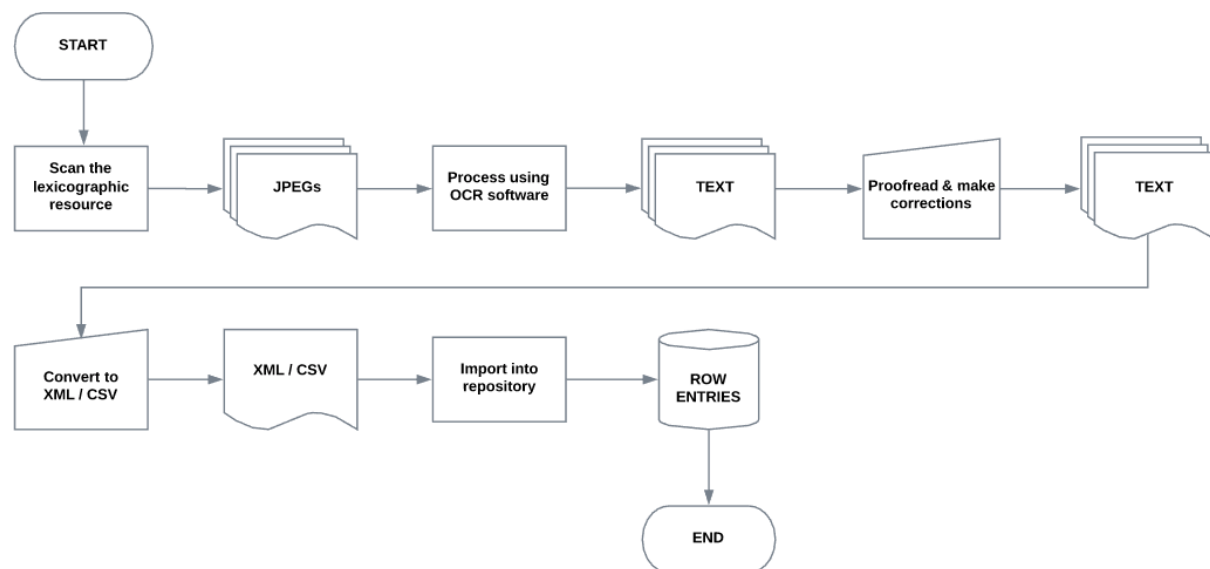 START
Scan the
lexicographic
resource
JPEGs
Process using
OCR software
TEXT
Proofread & make
corrections
TEXT
Convert to
XML / CSV
XML / CSV
Import into
repository
ROW
ENTRIES
END